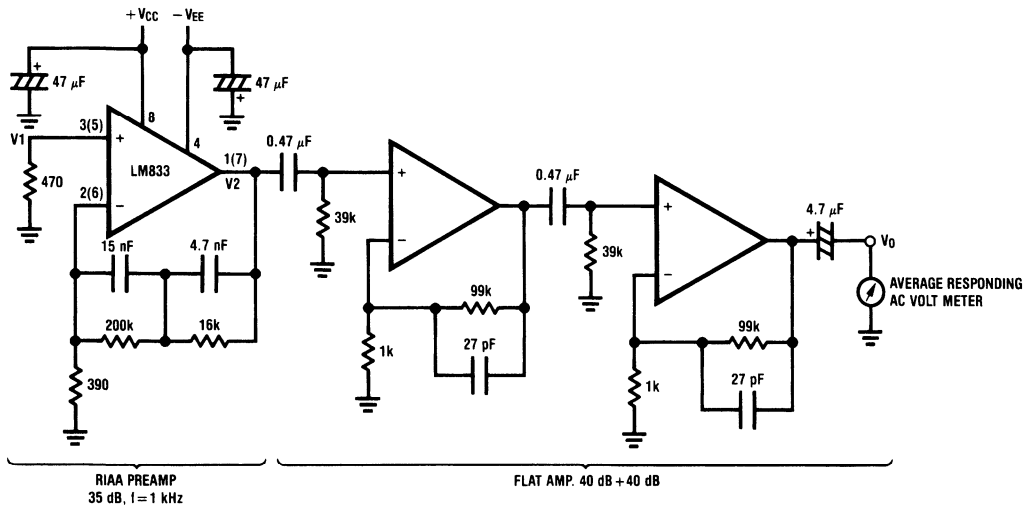 +VCC
−VEE
+
47 μF
47 μF
+
8
3(5)
V1
+
4
LM833
1(7)
V2
0.47 μF
470
2(6)
−
+
0.47 μF
39k
15 nF
4.7 nF
−
+
4.7 μF
+
39k
VO
200k
16k
99k
−
AVERAGE RESPONDING
AC VOLT METER
1k
27 pF
99k
390
1k
27 pF
RIAA PREAMP
35 dB, f=1 kHz
FLAT AMP. 40 dB+40 dB